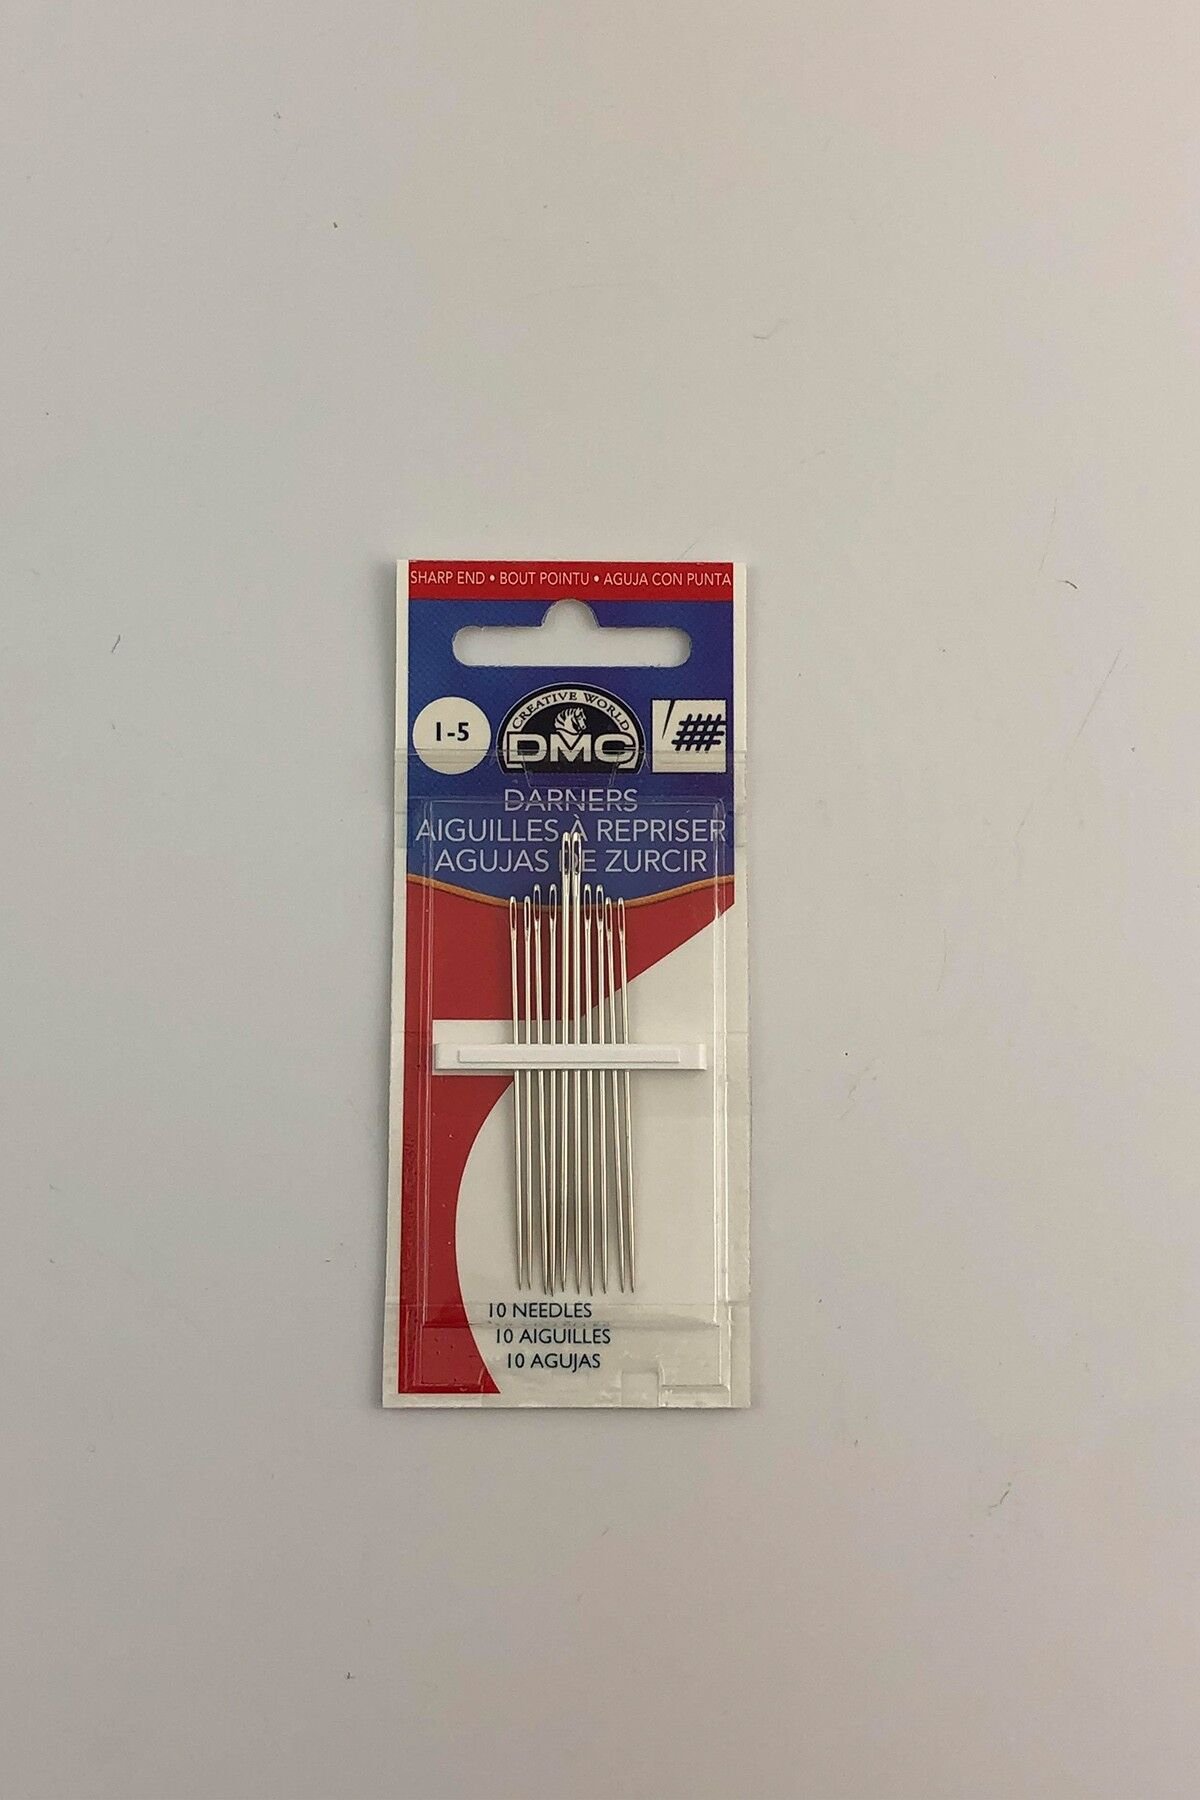 SHARP END • BOUT POINTU • AGUJA CON PUNTA
1-5
CREATIVE WORLD
DMC
DARNERS
AIGUILLES À REPRISER
AGUJAS DE ZURCIR
10 NEEDLES
10 AIGUILLES
10 AGUJAS